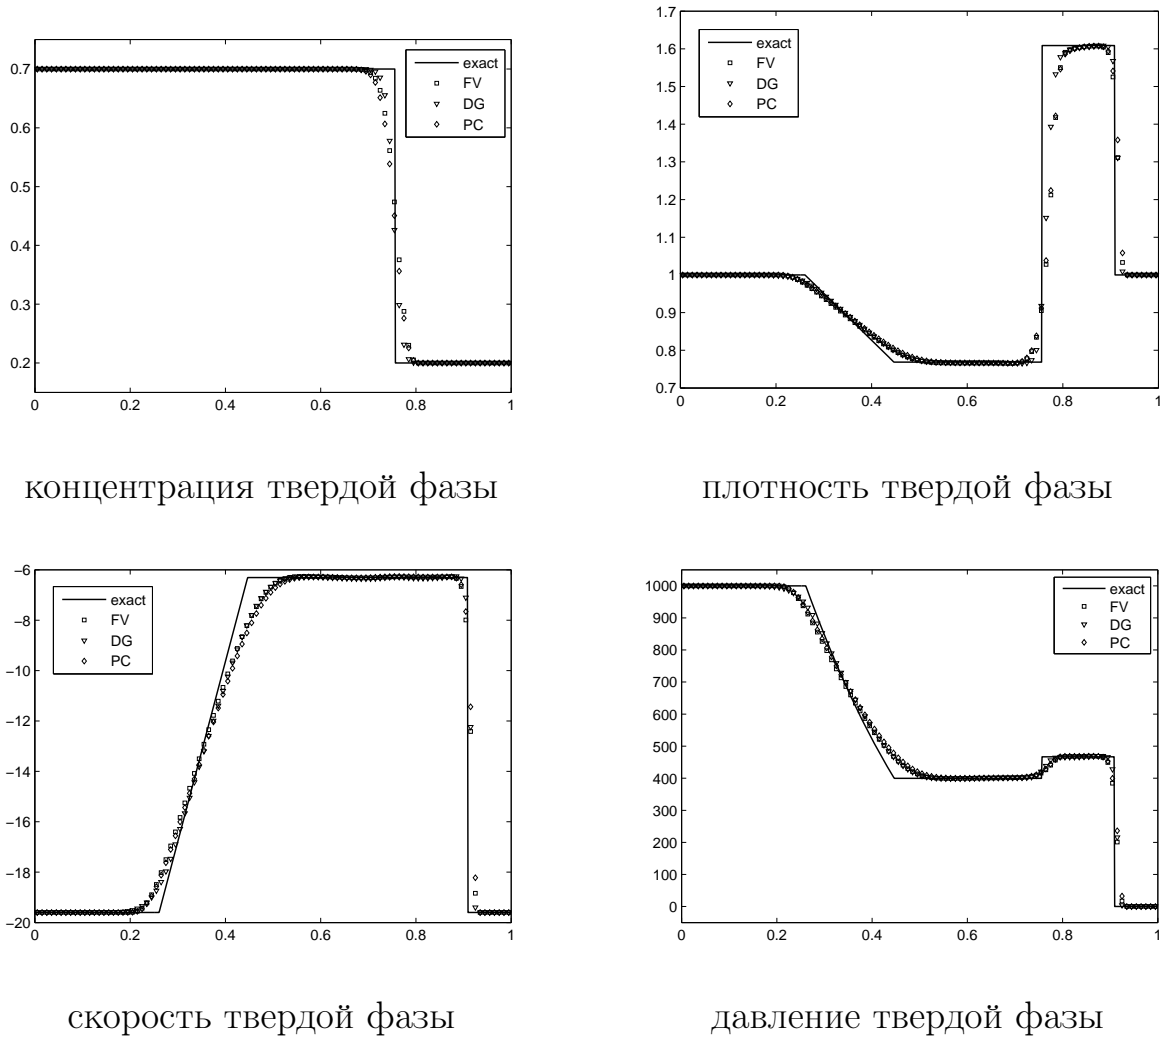 0.7
0.6
0.5
0.4
0.3
0.2
0 0.2 0.4 0.6 0.8 1
exact
FV
DG
PC
концентрация твердой фазы
1.7
1.6
1.5
1.4
1.3
1.2
1.1
1
0.9
0.8
0.7
0 0.2 0.4 0.6 0.8 1
exact
FV
DG
PC
плотность твердой фазы
−6
−8
−10
−12
−14
−16
−18
−20
0 0.2 0.4 0.6 0.8 1
exact
FV
DG
PC
скорость твердой фазы
1000
900
800
700
600
500
400
300
200
100
0
0 0.2 0.4 0.6 0.8 1
exact
FV
DG
PC
давление твердой фазы